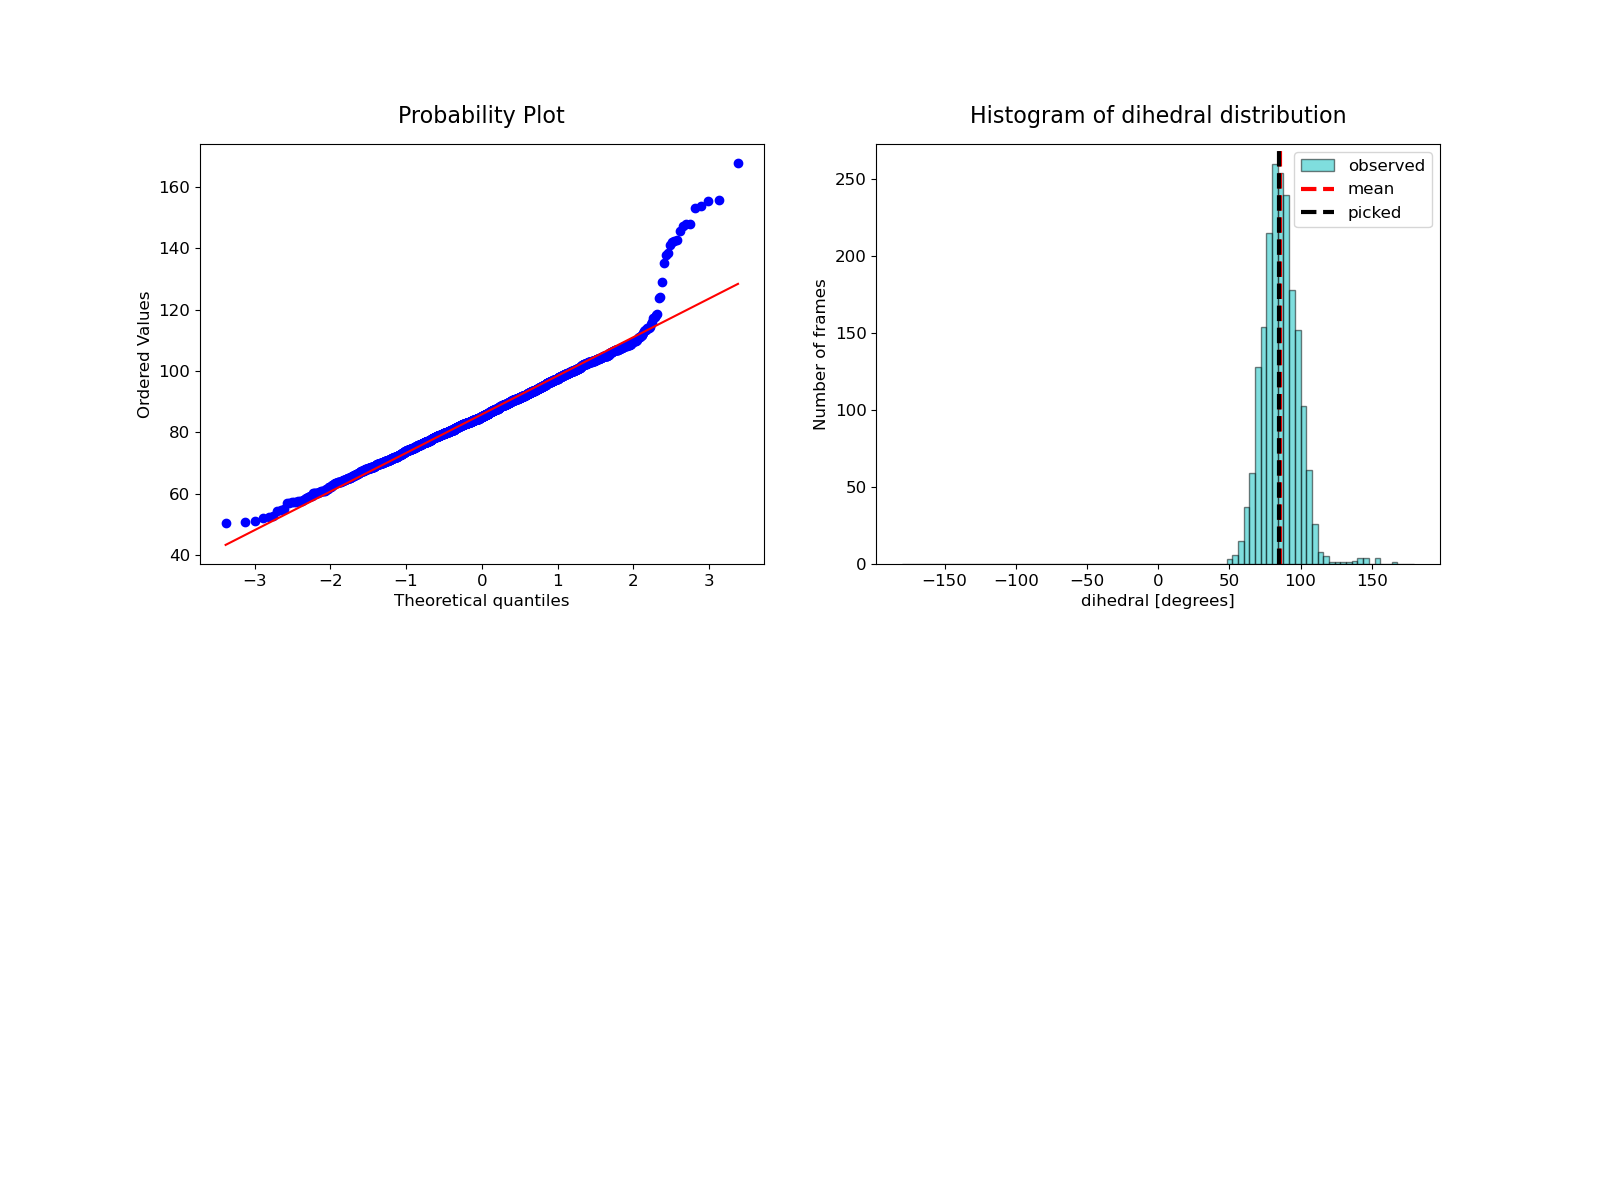 Probability Plot
160
140
120
100
80
60
40
Ordered Values
−3 −2 −1 0 1 2 3
Theoretical quantiles
Histogram of dihedral distribution
250
200
150
100
50
0
Number of frames
observed
mean
picked
−150 −100 −50 0 50 100 150
dihedral [degrees]